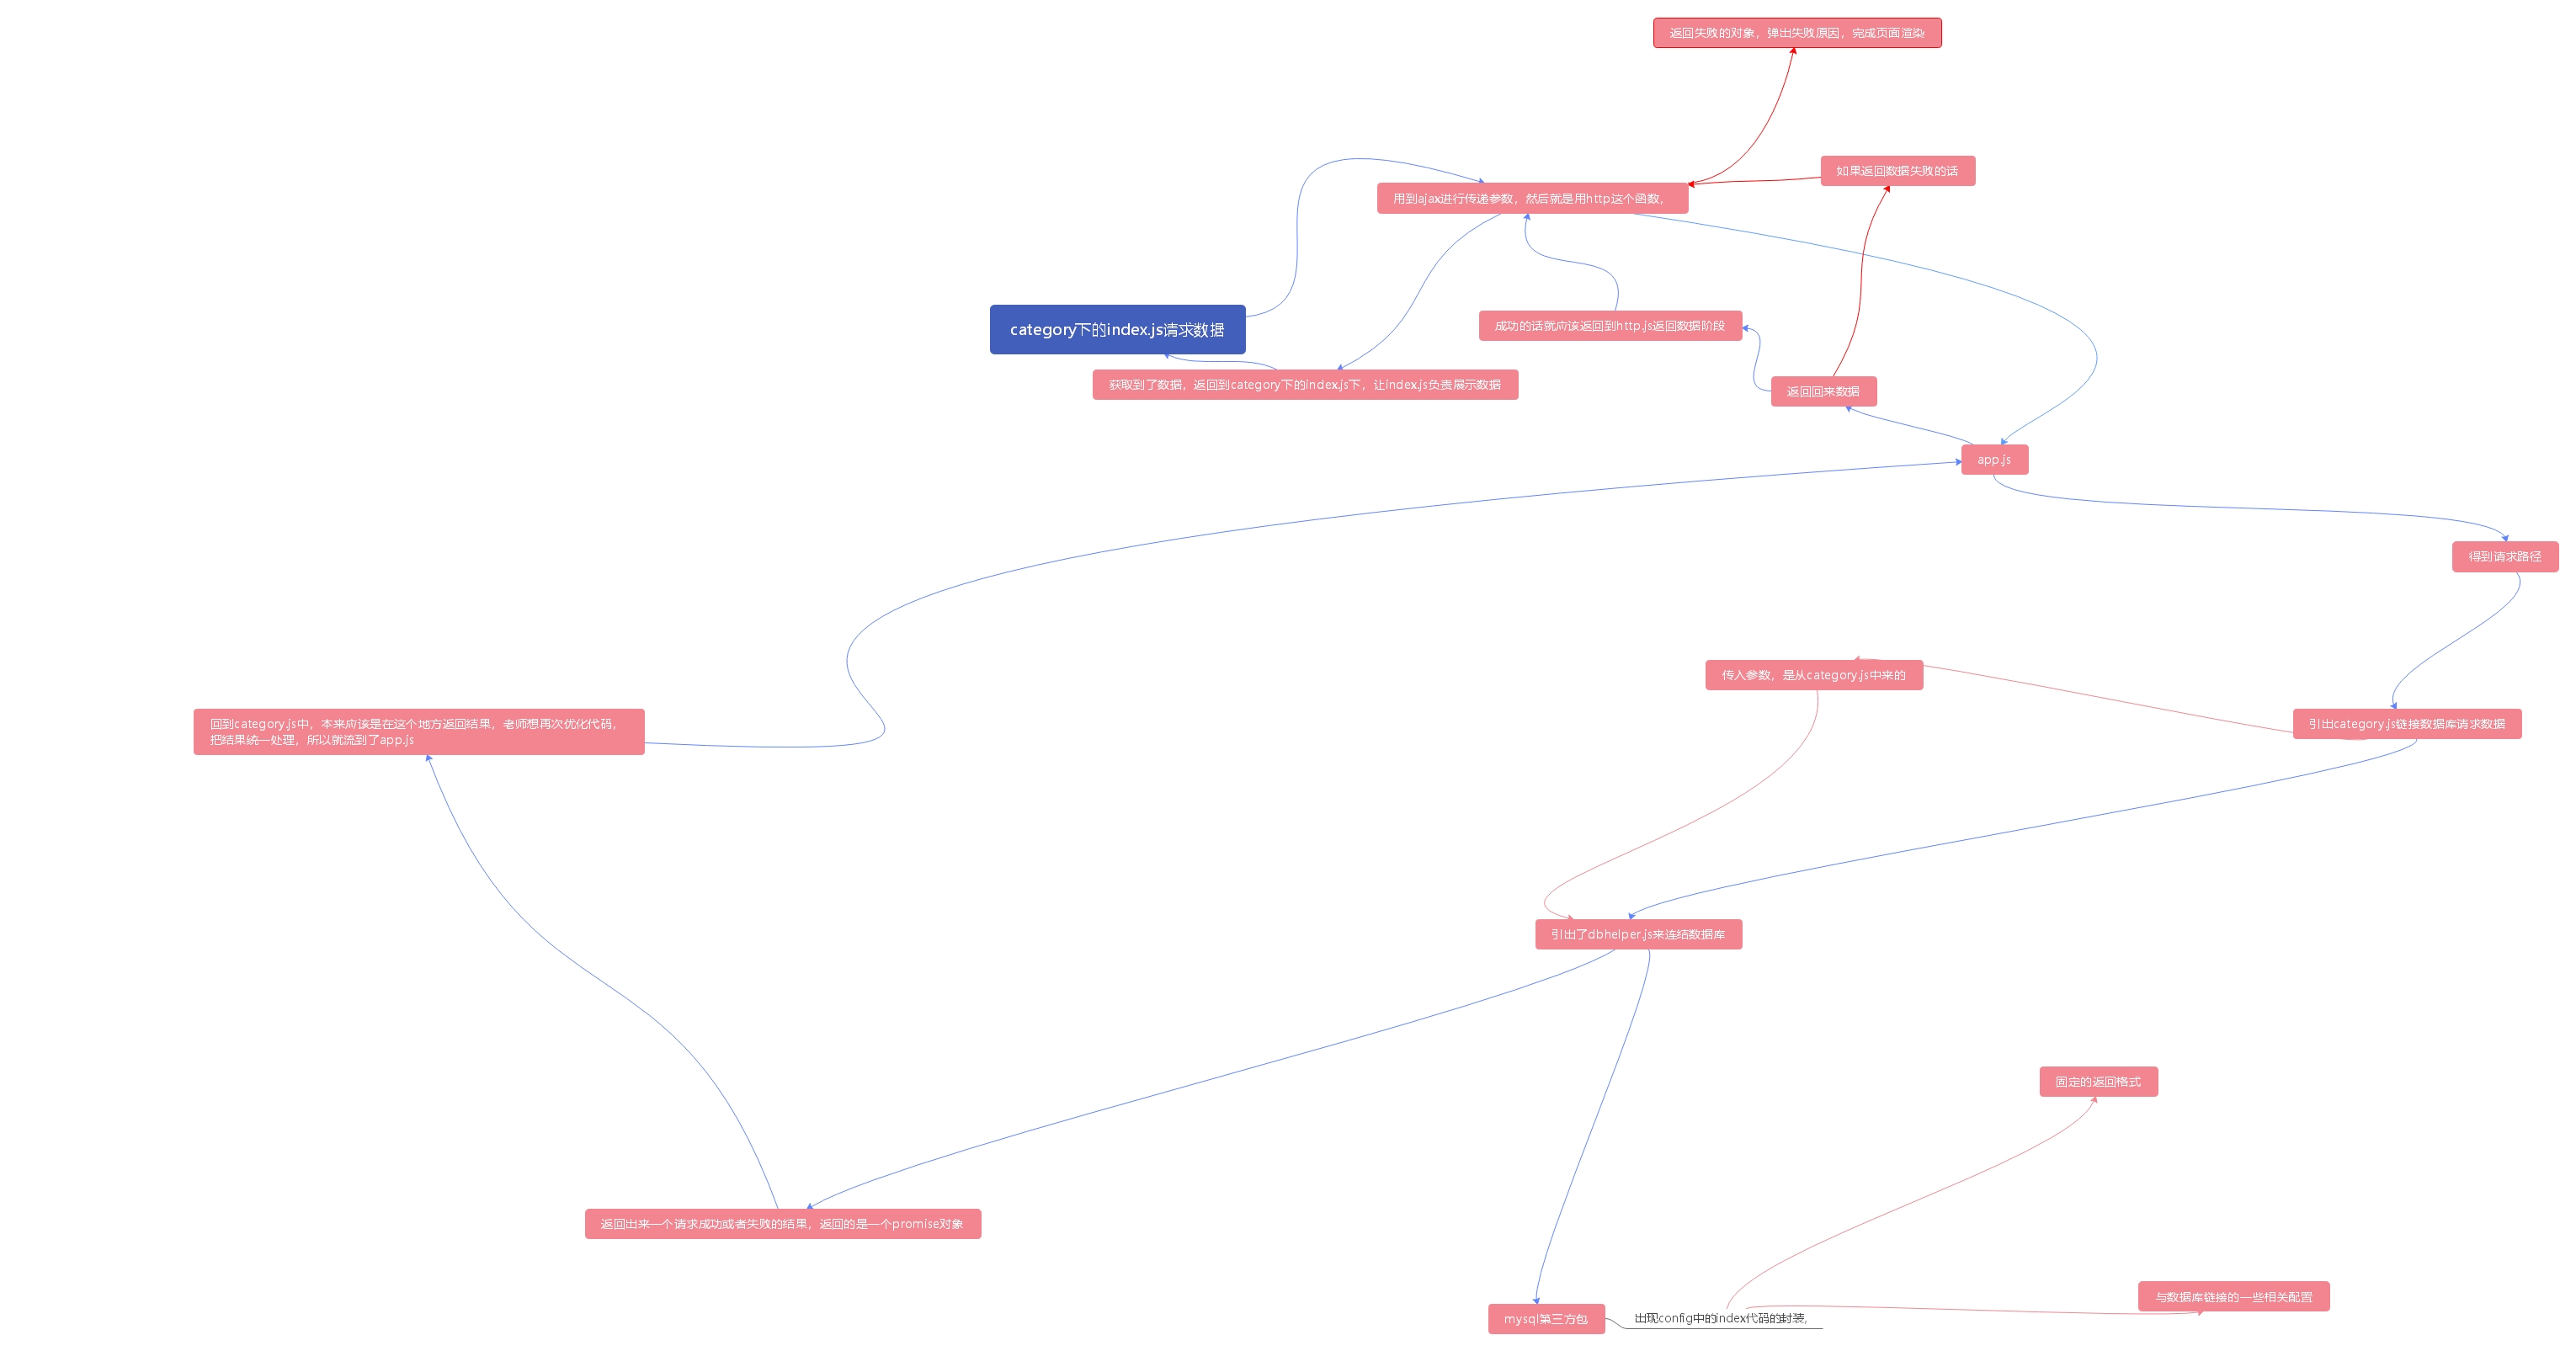 返回失败的对象，弹出失败原因，完成页面渲染
如果返回数据失败的话
用到ajax进行传递参数，然后就是用http这个函数，
category下的index.js请求数据
成功的话就应该返回到http.js返回数据阶段
获取到了数据，返回到category下的index.js下，让index.js负责展示数据
返回回来数据
app.js
得到请求路径
传入参数，是从category.js中来的
回到category.js中，本来应该是在这个地方返回结果，老师想再次优化代码，
把结果统一处理，所以就流到了app.js
引出category.js链接数据库请求数据
引出了dbhelper.js来连结数据库
固定的返回格式
返回出来一个请求成功或者失败的结果，返回的是一个promise对象
与数据库链接的一些相关配置
mysql第三方包
出现config中的index代码的封装，